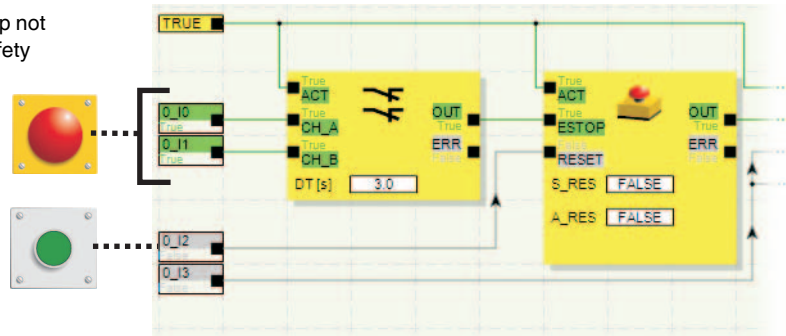 p not
fety
TRUE
0_I0
True
0_I1
True
0_I2
False
0_I3
False
True
ACT
True
CH_A
True
CH_B
OUT
True
ERR
False
DT [s] 3.0
True
ACT
True
ESTOP
False
RESET
OUT
True
ERR
False
S_RES FALSE
A_RES FALSE